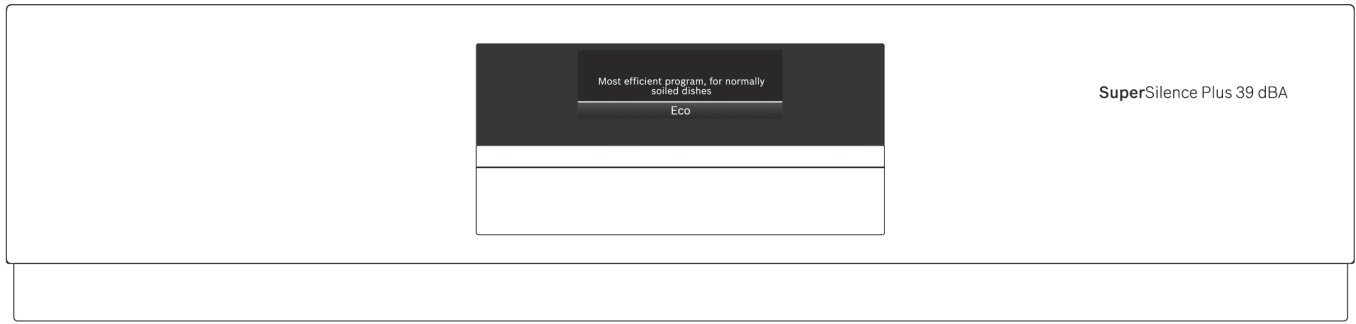 Most efficient program, for normally
soiled dishes
Eco
SuperSilence Plus 39 dBA